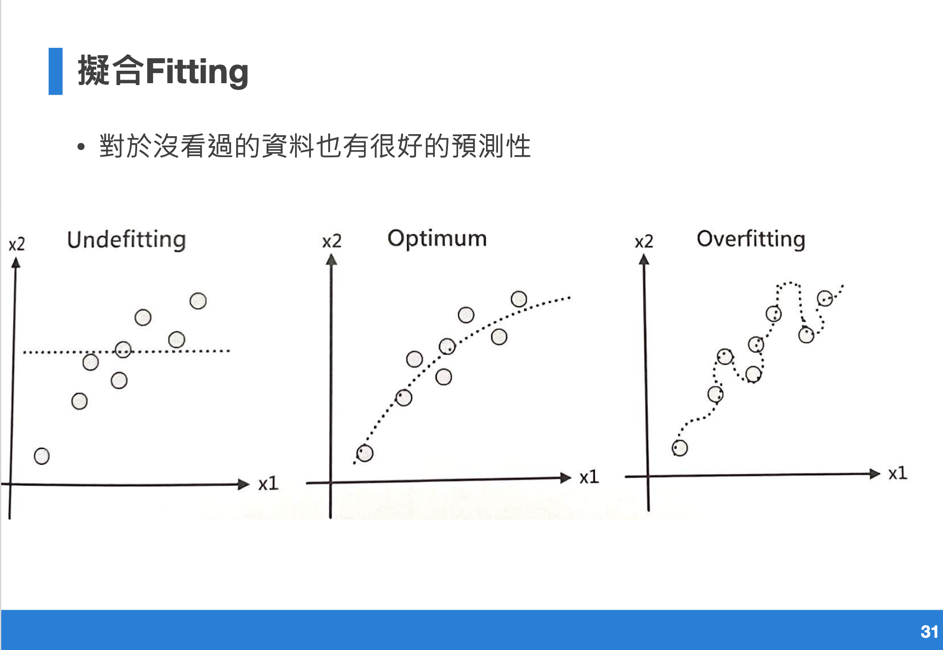 擬合Fitting
• 對於沒看過的資料也有很好的預測性
Undefitting
Optimum
Overfitting
x2
x2
x2
x1
x1
x1
31